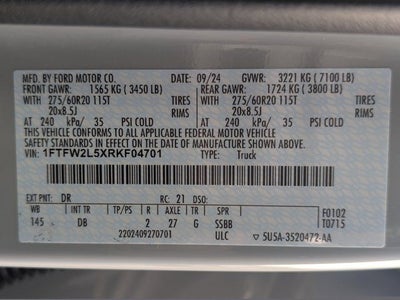 MFD. BY FORD MOTOR CO.  09/24  GVWR: 3221 KG ( 7100 LB)
FRONT GAWR: 1565 KG ( 3450 LB)  REAR GAWR: 1724 KG ( 3800 LB)
WITH 275/60R20 115T TIRES  WITH 275/60R20 115T TIRES
20x8.5J RIMS  20x8.5J RIMS
AT 240 kPa/ 35 PSI COLD  AT 240 kPa/ 35 PSI COLD
THIS VEHICLE CONFORMS TO ALL APPLICABLE FEDERAL MOTOR VEHICLE
SAFETY STANDARDS IN EFFECT ON THE DATE OF MANUFACTURE SHOWN ABOVE.
VIN: 1FTFW2L5XRKF04701
TYPE: Truck
EXT PNT: DR  RC: 21  DSO:
WB INT TR R AXLE TR SPR  F0102
145 DB 2 27 G SSBB  T0715
2202409270701 ULC  5U5A-3520472-AA